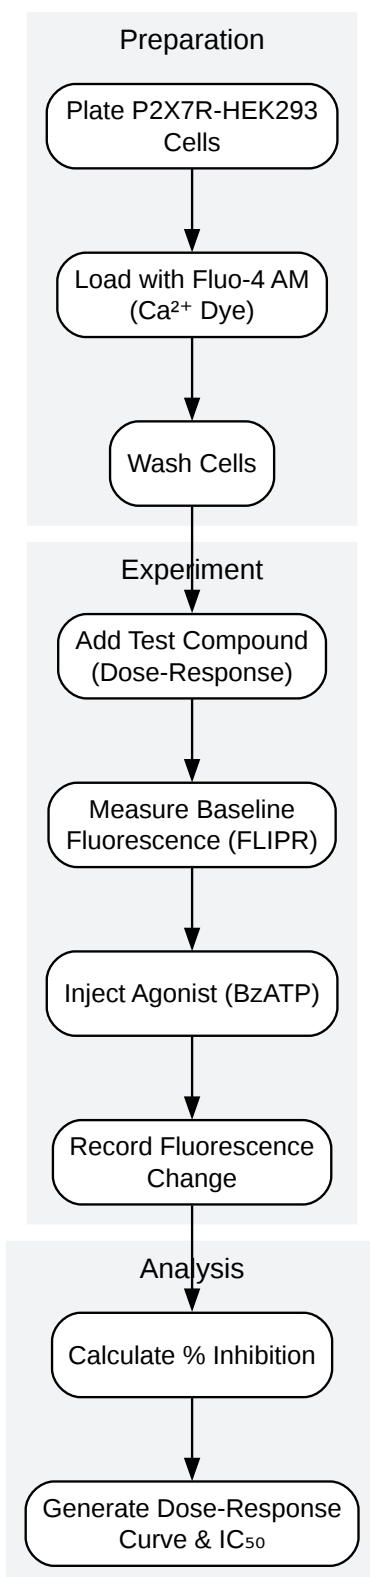 Preparation
Plate P2X7R-HEK293
Cells
Load with Fluo-4 AM
(Ca²⁺ Dye)
Wash Cells
Experiment
Add Test Compound
(Dose-Response)
Measure Baseline
Fluorescence (FLIPR)
Inject Agonist (BzATP)
Record Fluorescence
Change
Analysis
Calculate % Inhibition
Generate Dose-Response
Curve & IC₅₀